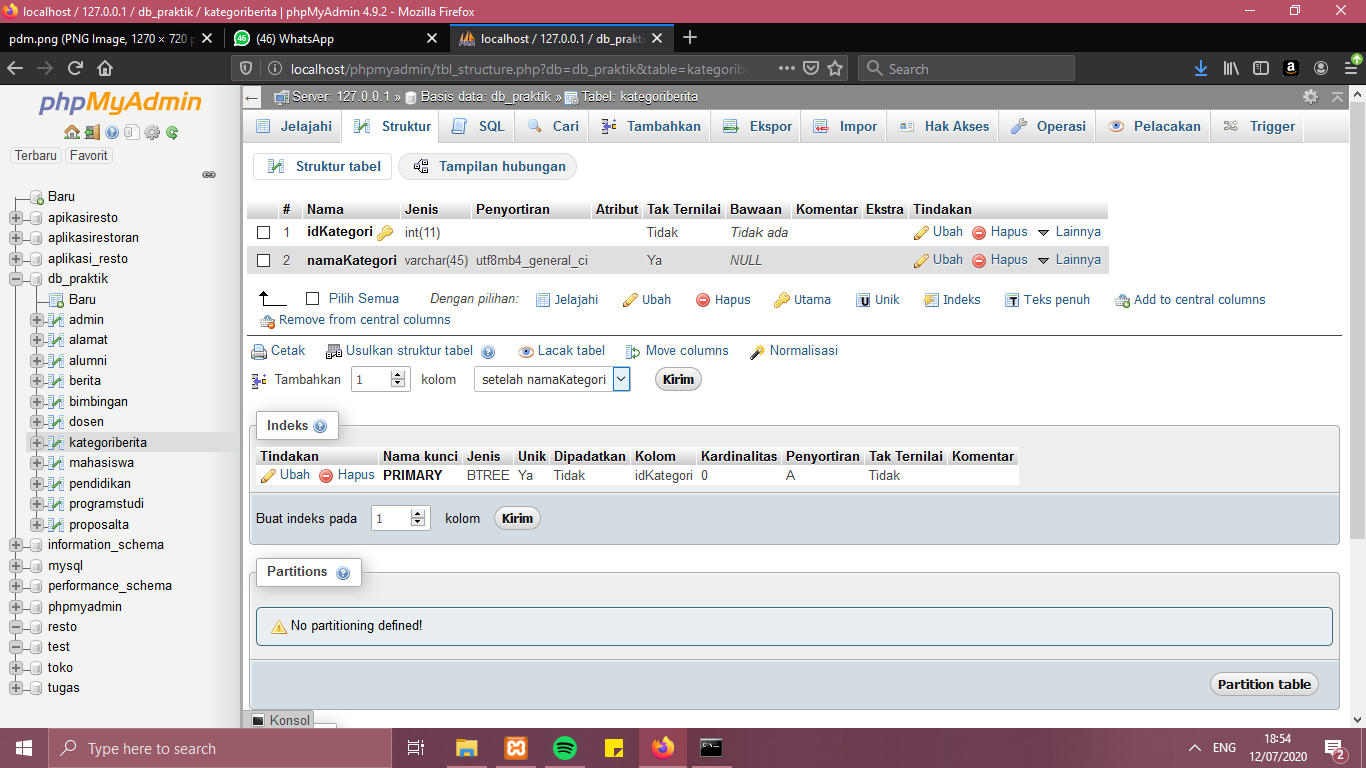 localhost / 127.0.0.1 / db_praktik / kategoriberita | phpMyAdmin 4.9.2 - Mozilla Firefox
pdm.png (PNG Image, 1270 × 720 p
(46) WhatsApp
localhost / 127.0.0.1 / db_prakt
localhost/phpmyadmin/tbl_structure.php?db=db_praktik&table=kategoribe
Search
phpMyAdmin
Terbaru Favorit
Baru
apikasiresto
aplikasirestoran
aplikasi_resto
db_praktik
Baru
admin
alamat
alumni
berita
bimbingan
dosen
kategoriberita
mahasiswa
pendidikan
programstudi
proposalta
information_schema
mysql
performance_schema
phpmyadmin
resto
test
toko
tugas
Server: 127.0.0.1 » Basis data: db_praktik » Tabel: kategoriberita
Jelajahi Struktur SQL Cari Tambahkan Ekspor Impor Hak Akses Operasi Pelacakan Trigger
Struktur tabel Tampilan hubungan
# Nama Jenis Penyortiran Atribut Tak Ternilai Bawaan Komentar Ekstra Tindakan
1 idKategori int(11) Tidak Tidak ada Ubah Hapus Lainnya
2 namaKategori varchar(45) utf8mb4_general_ci Ya NULL Ubah Hapus Lainnya
Pilih Semua Dengan pilihan: Jelajahi Ubah Hapus Utama Unik Indeks Teks penuh Add to central columns
Remove from central columns
Cetak Usulkan struktur tabel Lacak tabel Move columns Normalisasi
Tambahkan 1 kolom setelah namaKategori Kirim
Indeks
Tindakan Nama kunci Jenis Unik Dipadatkan Kolom Kardinalitas Penyortiran Tak Ternilai Komentar
Ubah Hapus PRIMARY BTREE Ya Tidak idKategori 0 A Tidak
Buat indeks pada 1 kolom Kirim
Partitions
No partitioning defined!
Partition table
Konsol
Type here to search
ENG
18:54
12/07/2020
2